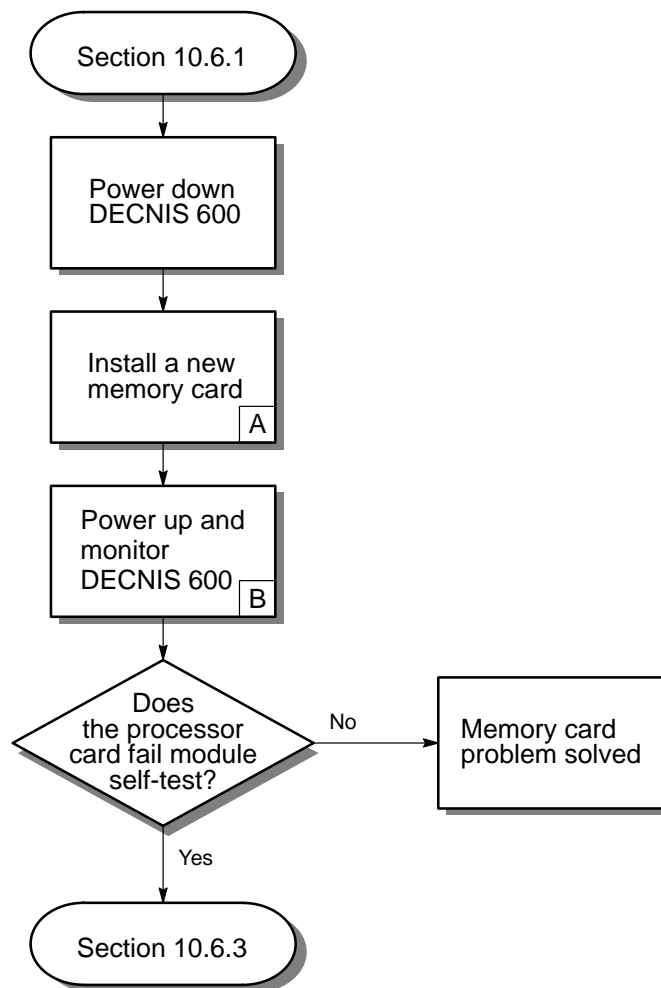 Section 10.6.1
Power down
DECNIS 600
Install a new
memory card
A
Power up and
monitor
DECNIS 600
B
Does
the processor
card fail module
self-test?
No
Memory card
problem solved
Yes
Section 10.6.3